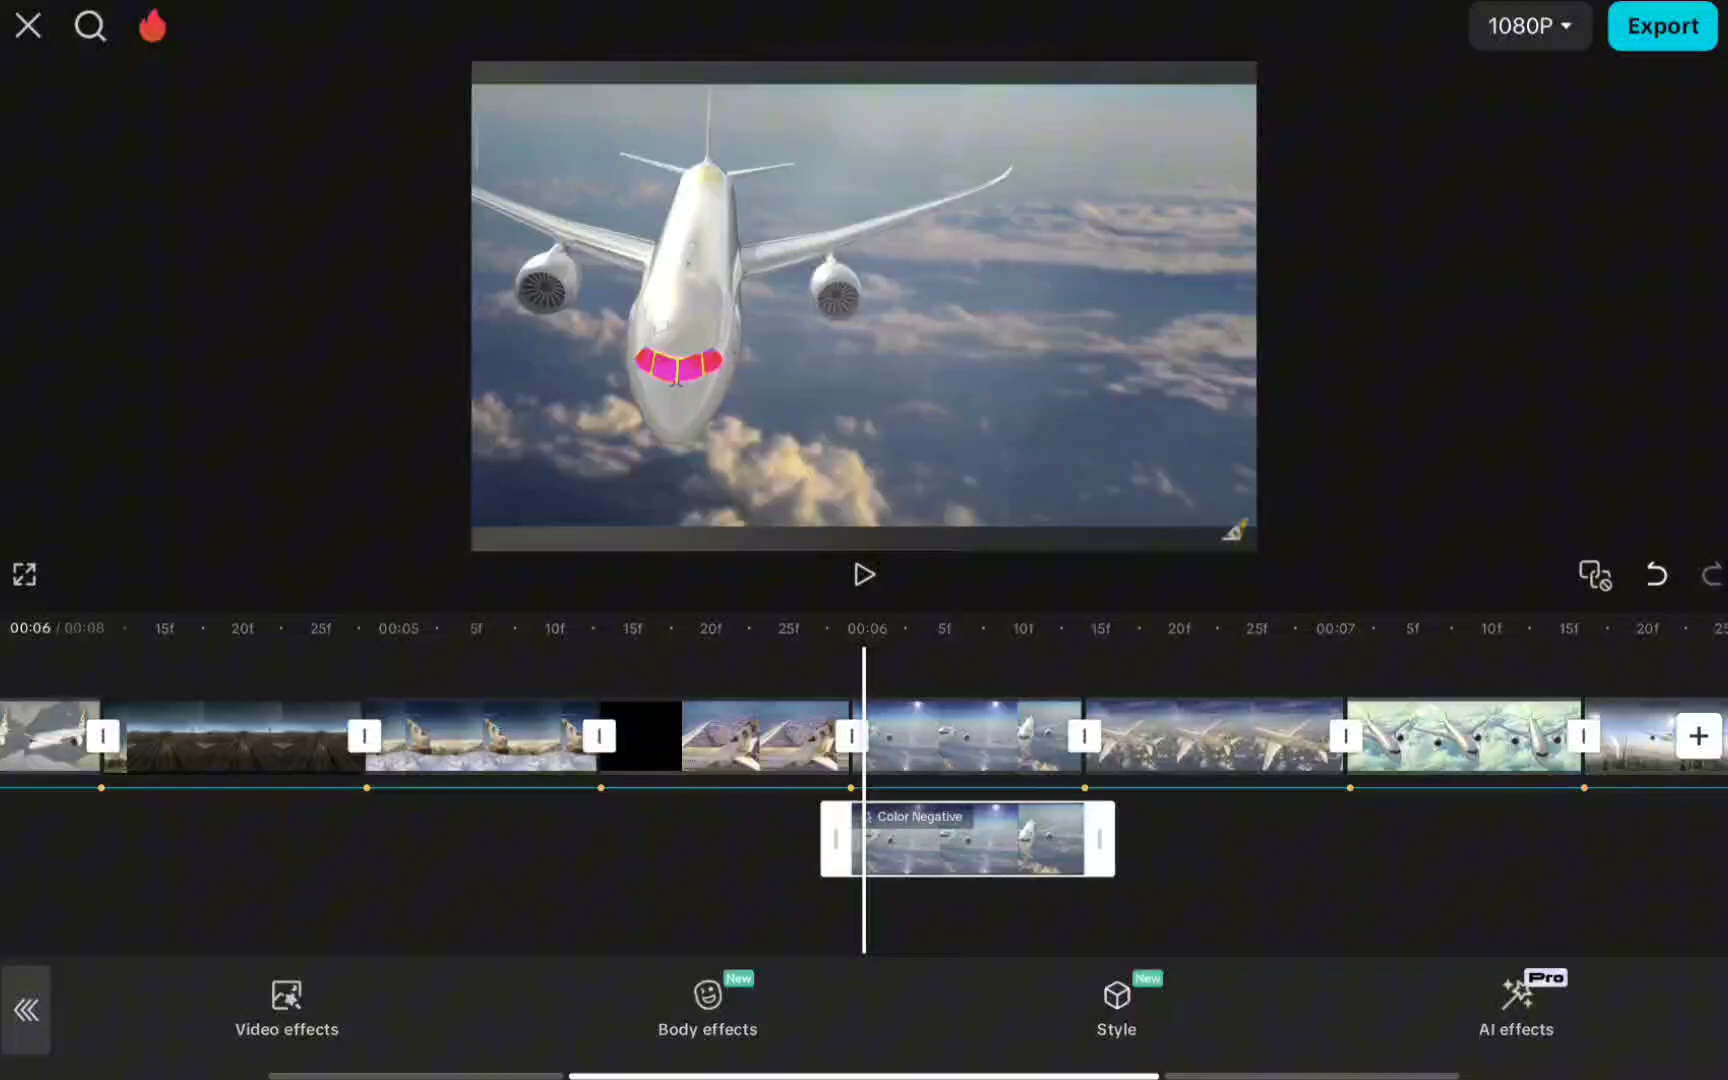 1080P
Export
00:06 / 00:08
15f
20f
25f
00:05
5f
10f
15f
20f
25f
00:06
5f
10f
15f
20f
25f
00:07
5f
10f
15f
20f
Color Negative
New
New
Pro
Video effects
Body effects
Style
AI effects